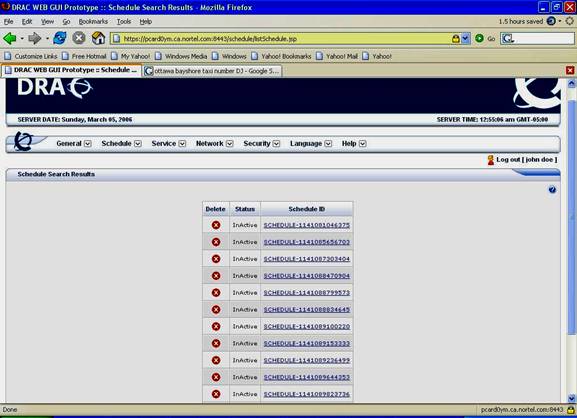 DRAC WEB GUI Prototype :: Schedule Search Results - Mozilla Firefox
File Edit View Go Bookmarks Tools Help
1.5 hours saved
https://pcard0ym.ca.nortel.com:8443/schedule/listSchedule.jsp
Go
Customize Links Free Hotmail My Yahoo! Windows Media Windows Yahoo! Bookmarks Yahoo! Mail Yahoo!
DRAC WEB GUI Prototype :: Schedule ...
ottawa bayshore taxi number DJ - Google S...
DRAC
SERVER DATE: Sunday, March 05, 2006
SERVER TIME: 12:55:06 am GMT-05:00
General Schedule Service Network Security Language Help
Log out [ john doe ]
Schedule Search Results
?
Delete Status Schedule ID
InActive SCHEDULE-1141081046375
InActive SCHEDULE-1141085656703
InActive SCHEDULE-1141087303404
InActive SCHEDULE-1141088470904
InActive SCHEDULE-1141088799573
InActive SCHEDULE-1141088834645
InActive SCHEDULE-1141089100220
InActive SCHEDULE-1141089153333
InActive SCHEDULE-1141089236499
InActive SCHEDULE-1141089644353
InActive SCHEDULE-1141089823736
Done
pcard0ym.ca.nortel.com:8443